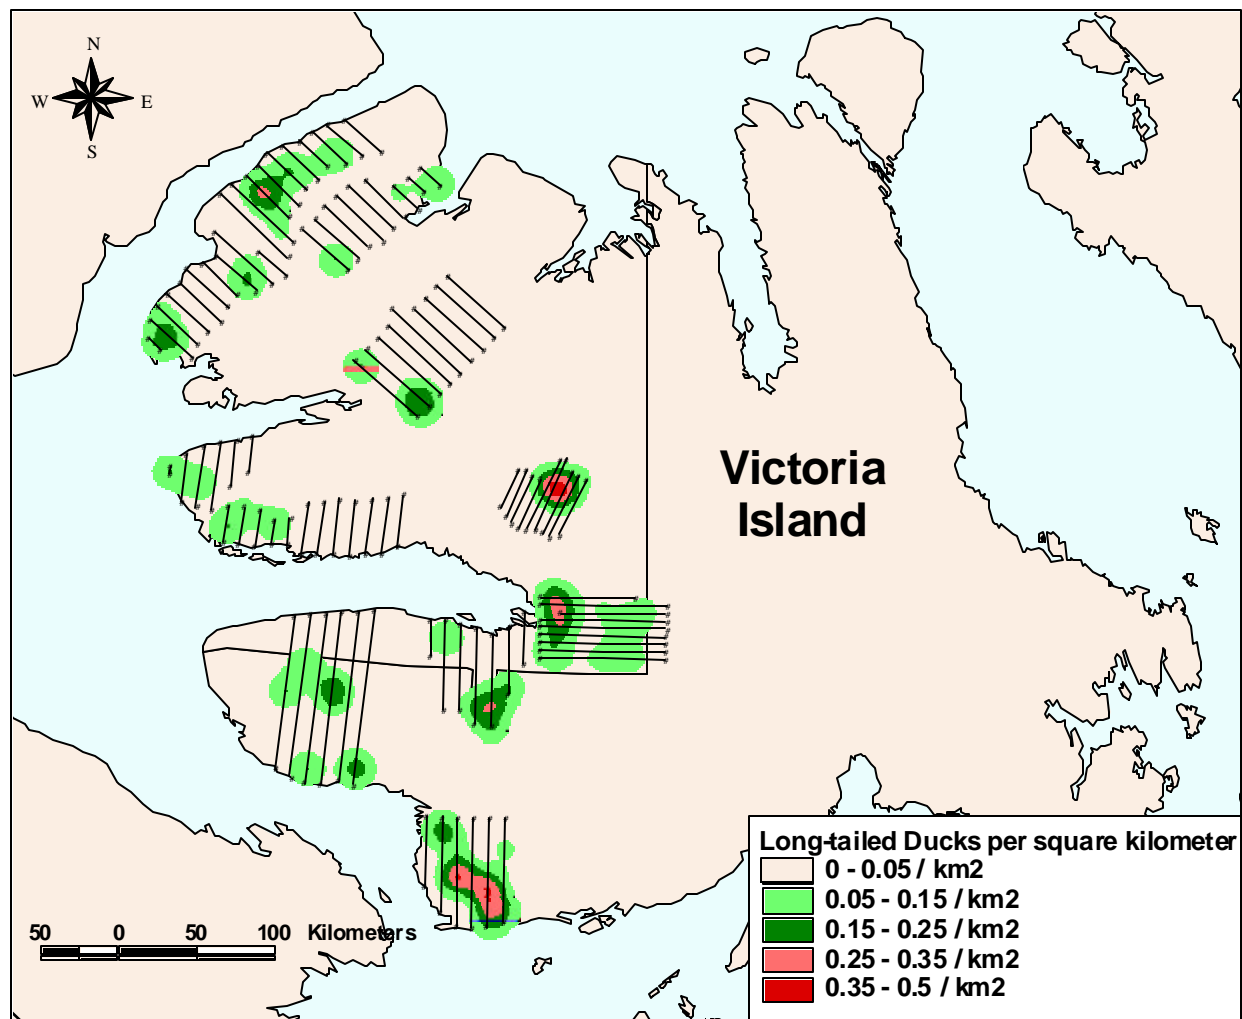 N
W E
S
Victoria
Island
Long-tailed Ducks per square kilometer
0 - 0.05 / km2
0.05 - 0.15 / km2
0.15 - 0.25 / km2
0.25 - 0.35 / km2
0.35 - 0.5 / km2
50 0 50 100 Kilometers